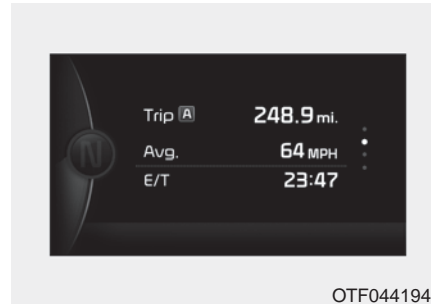 Trip A 248.9 mi.
N
Avg. 64 MPH
E/T 23:47
OTF044194